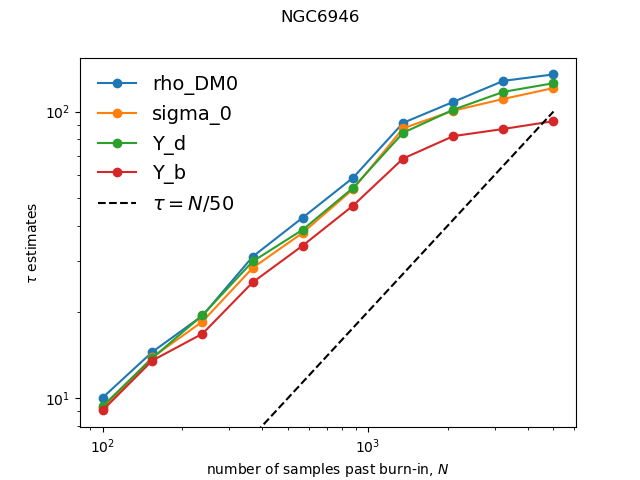 NGC6946
rho_DM0
sigma_0
Y_d
Y_b
τ = N/50
10²
10¹
τ estimates
10² 10³
number of samples past burn-in, N